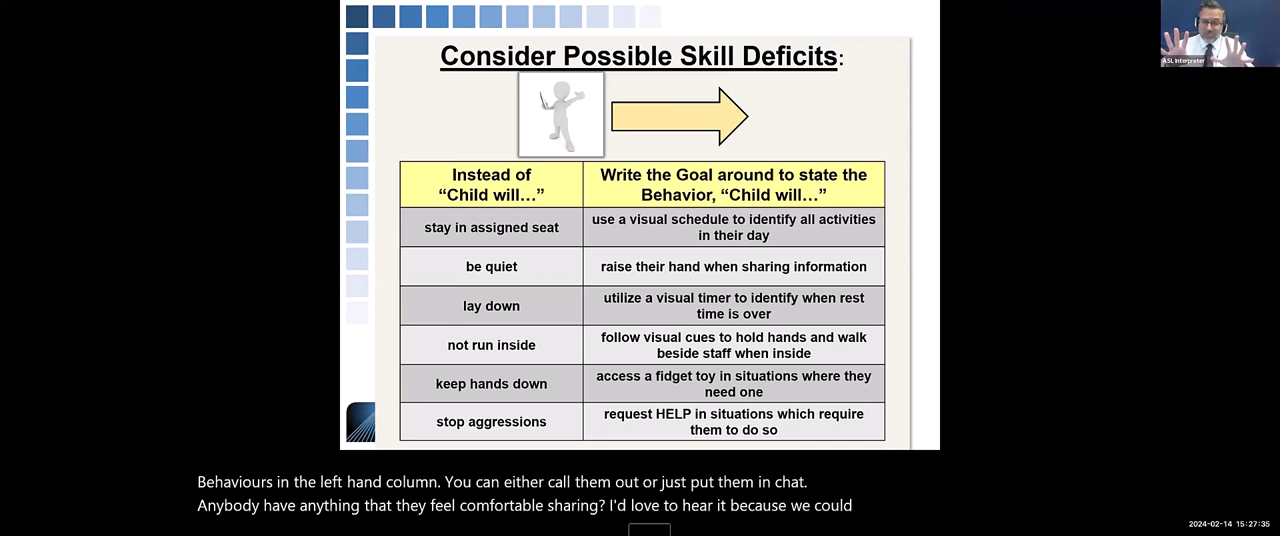 Consider Possible Skill Deficits:
ASL Interpreter
Instead of
“Child will…”
Write the Goal around to state the
Behavior, “Child will…”
stay in assigned seat
use a visual schedule to identify all activities
in their day
be quiet
raise their hand when sharing information
lay down
utilize a visual timer to identify when rest
time is over
not run inside
follow visual cues to hold hands and walk
beside staff when inside
keep hands down
access a fidget toy in situations where they
need one
stop aggressions
request HELP in situations which require
them to do so
Behaviours in the left hand column. You can either call them out or just put them in chat.
Anybody have anything that they feel comfortable sharing? I'd love to hear it because we could
2024-02-14 15:27:35